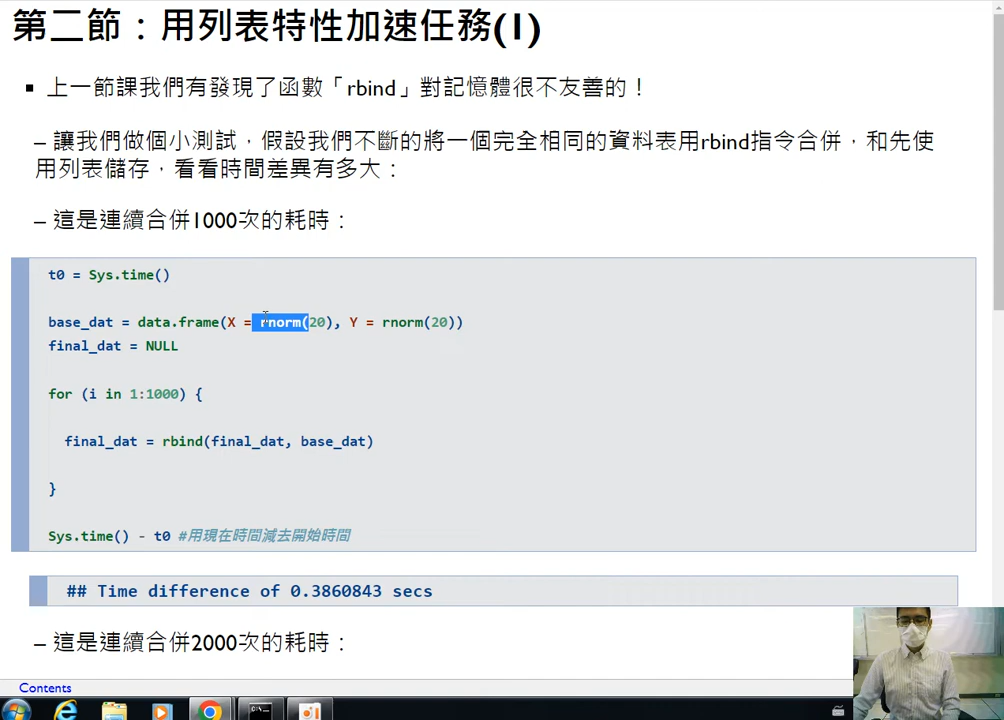 第二節：用列表特性加速任務(1)
▪ 上一節課我們有發現了函數「rbind」對記憶體很不友善的！
– 讓我們做個小測試，假設我們不斷的將一個完全相同的資料表用rbind指令合併，和先使
用列表儲存，看看時間差異有多大：
– 這是連續合併1000次的耗時：
t0 = Sys.time()
base_dat = data.frame(X = rnorm(20), Y = rnorm(20))
final_dat = NULL
for (i in 1:1000) {
final_dat = rbind(final_dat, base_dat)
}
Sys.time() - t0 #用現在時間減去開始時間
## Time difference of 0.3860843 secs
– 這是連續合併2000次的耗時：
Contents